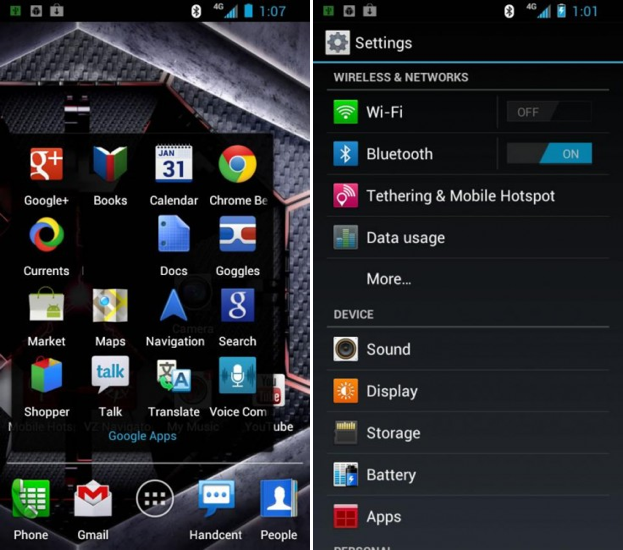 4G 1:07
JAN
31
Google+ Books Calendar Chrome Be
Currents Docs Goggles
Camera
g
Market Maps Navigation Search
talk
Shopper Talk Translate Voice Com
Mobile Hots VZ Navigator My Music YouTube
Google Apps
Phone Gmail Handcent People
4G 1:01
Settings
WIRELESS & NETWORKS
Wi-Fi OFF
Bluetooth ON
Tethering & Mobile Hotspot
Data usage
More...
DEVICE
Sound
Display
Storage
Battery
Apps
PERSONAL